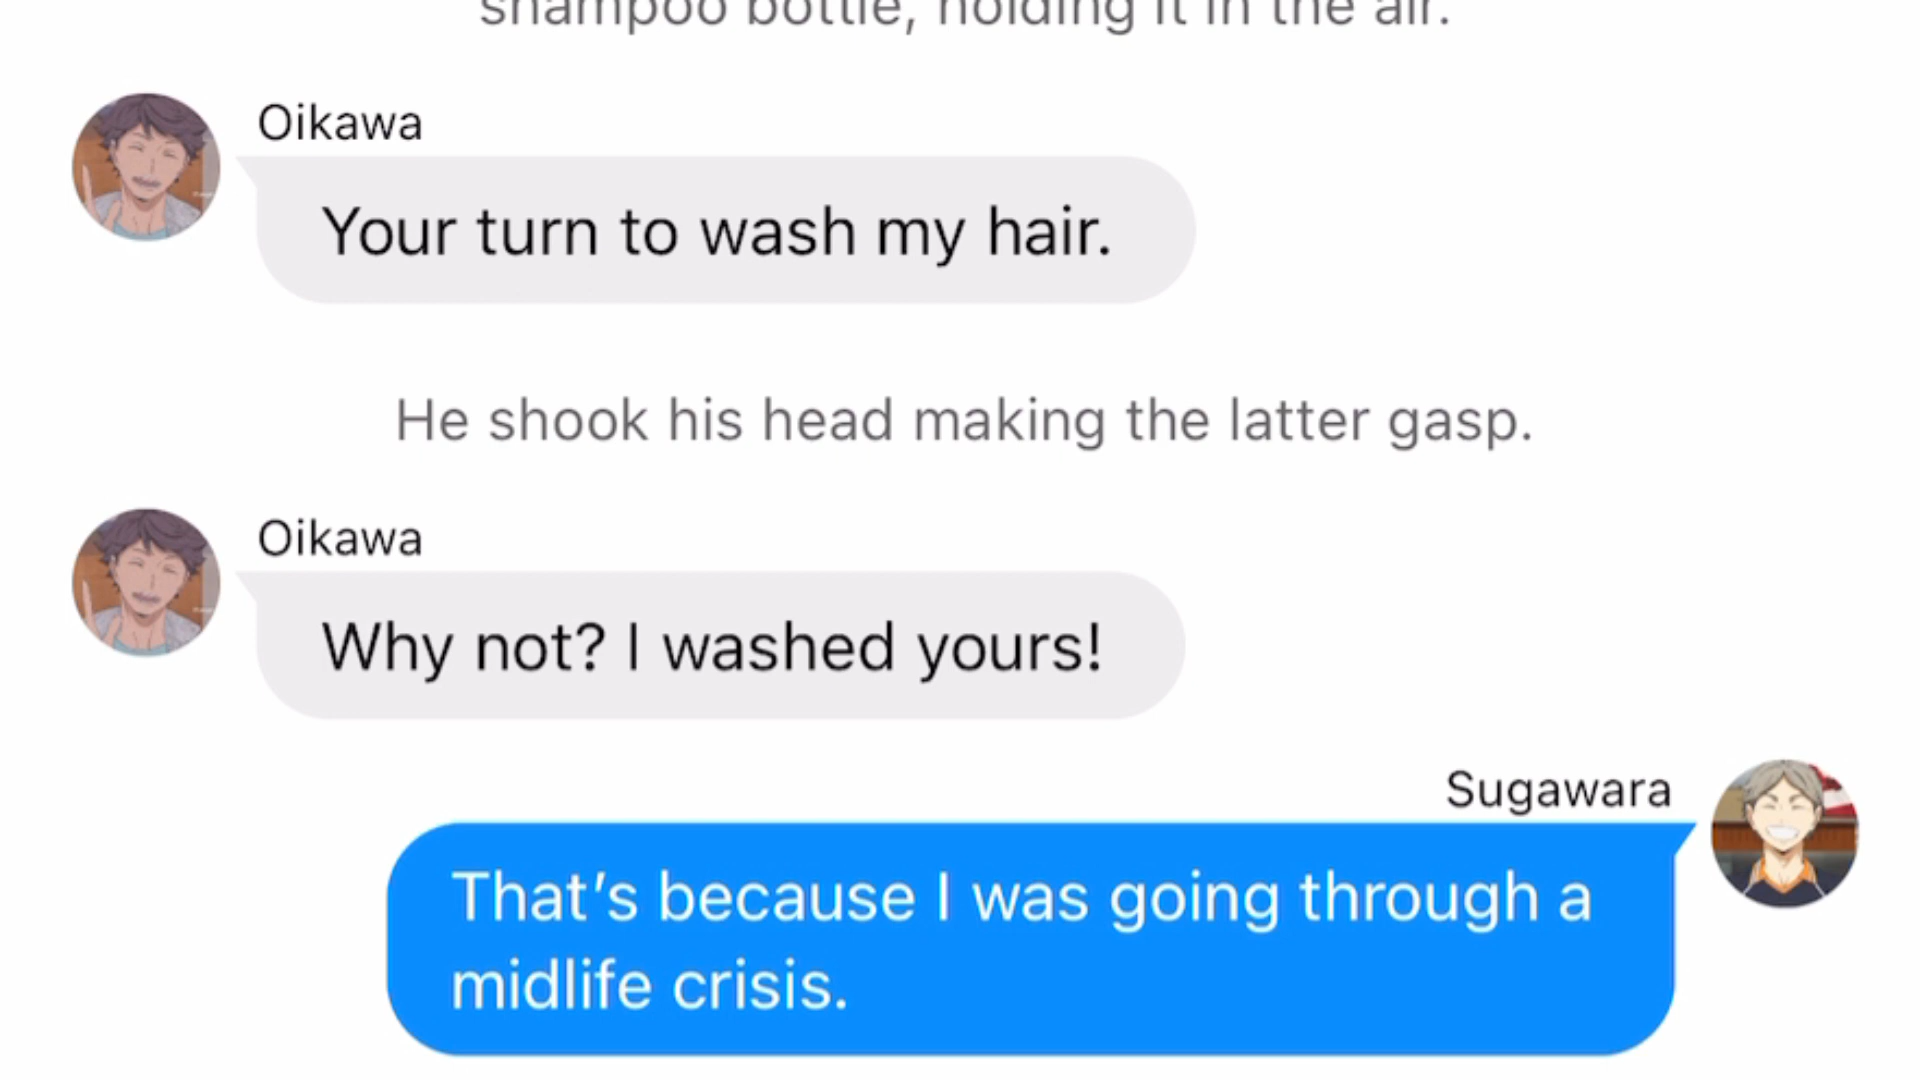 shampoo bottle, holding it in the air.
Oikawa
Your turn to wash my hair.
He shook his head making the latter gasp.
Oikawa
Why not? I washed yours!
Sugawara
That’s because I was going through a
midlife crisis.